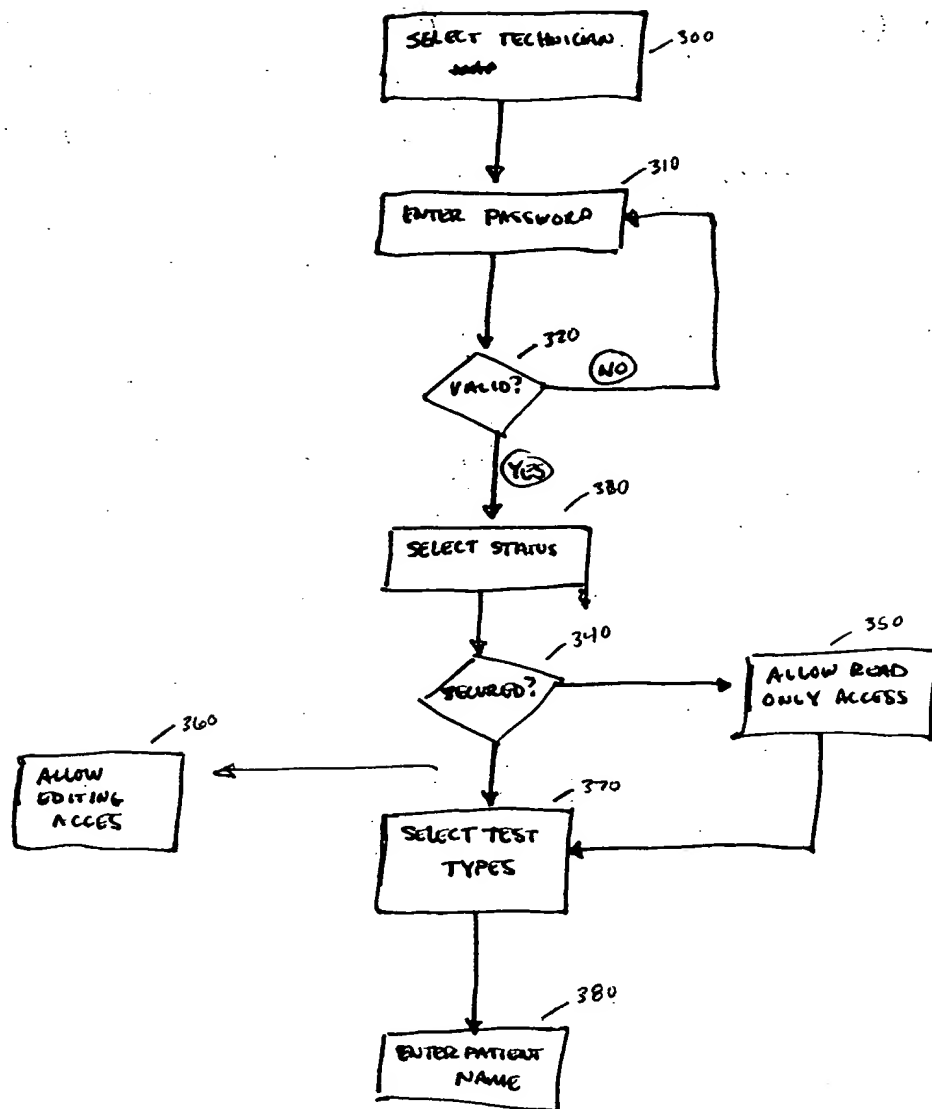 SELECT TECHNICIAN
300
310
ENTER PASSWORD
320
VALID?
NO
YES
330
SELECT STATUS
340
SECURED?
350
ALLOW READ
ONLY ACCESS
360
ALLOW
EDITING
ACCES
370
SELECT TEST
TYPES
380
ENTER PATIENT
NAME